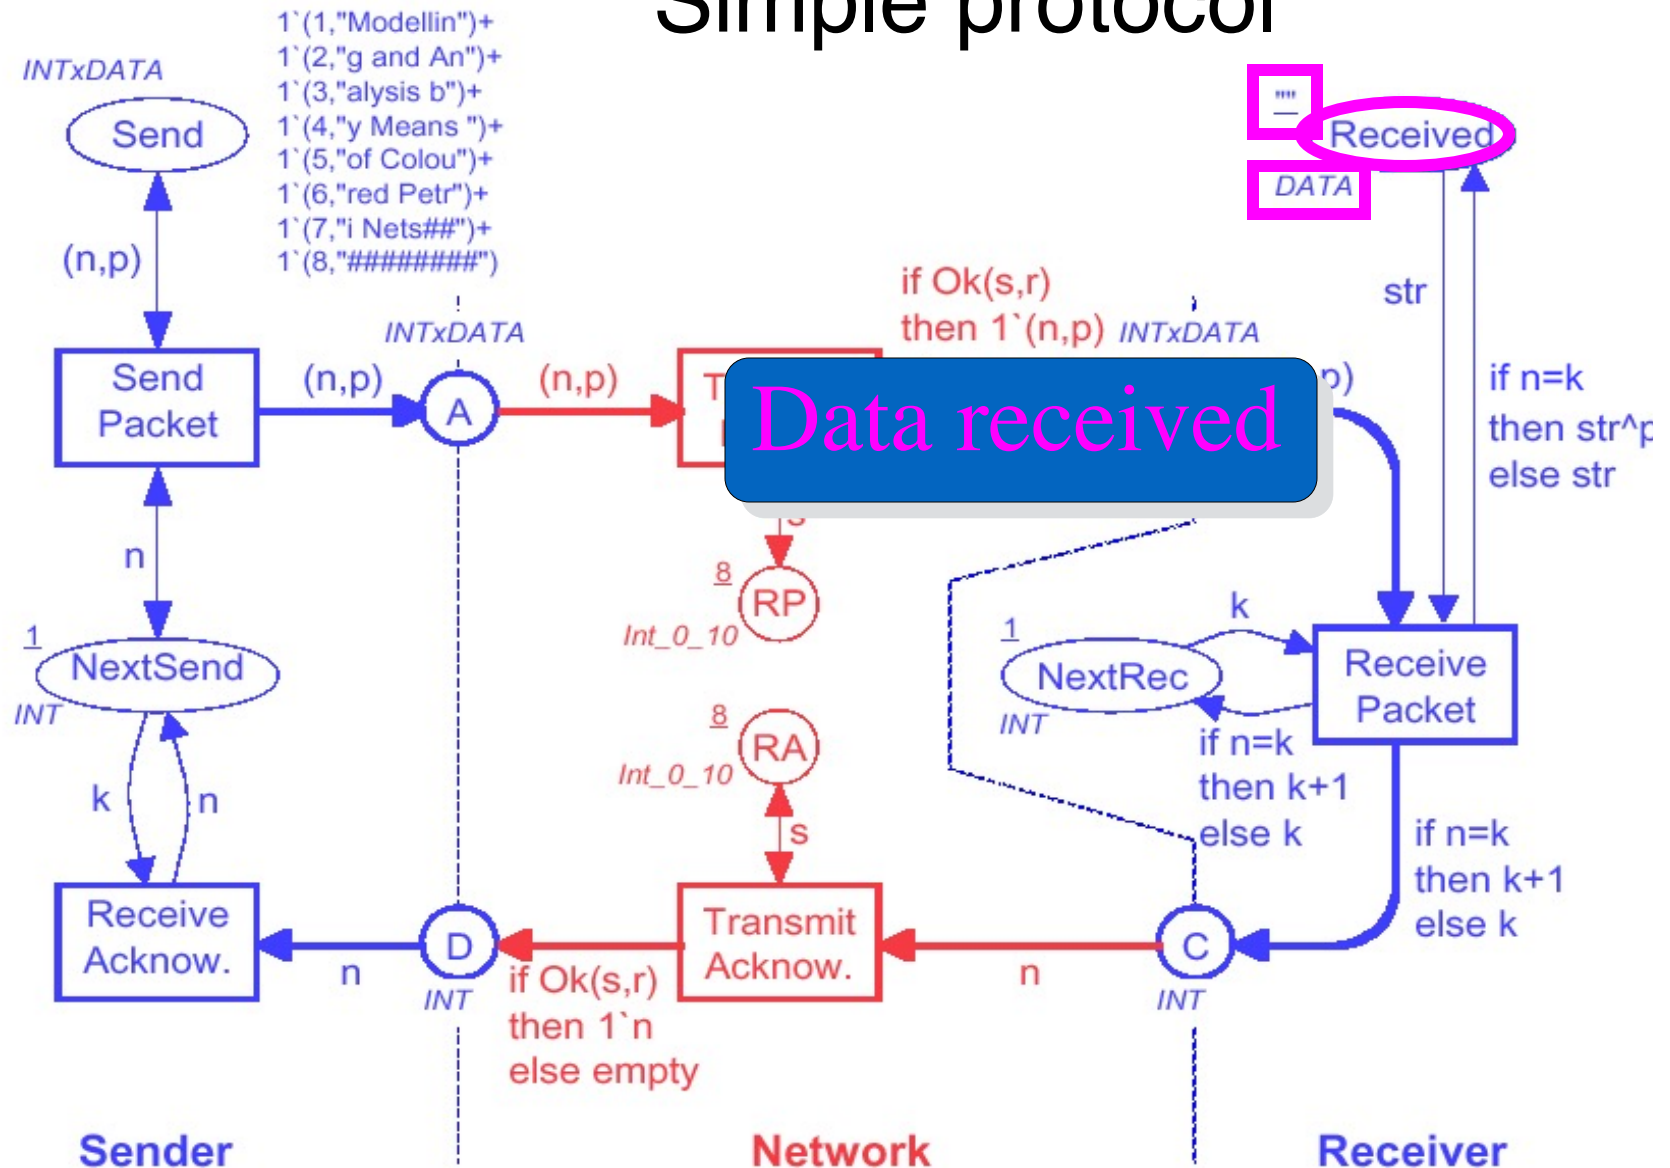 Simple protocol
1`(1,"Modellin")+
1`(2,"g and An")+
1`(3,"alysis b")+
1`(4,"y Means ")+
1`(5,"of Colou")+
1`(6,"red Petr")+
1`(7,"i Nets##")+
1`(8,"########")
INTxDATA
Send
(n,p)
""
Received
DATA
str
if n=k
then str^p
else str
Send
Packet
(n,p)
INTxDATA
A
(n,p)
if Ok(s,r)
then 1`(n,p)
INTxDATA
Data received
p)
n
s
8
RP
Int_0_10
1
NextSend
INT
k
n
8
RA
Int_0_10
s
1
NextRec
INT
k
if n=k
then k+1
else k
Receive
Packet
if n=k
then k+1
else k
Receive
Acknow.
n
D
INT
if Ok(s,r)
then 1`n
else empty
Transmit
Acknow.
n
C
INT
Sender
Network
Receiver